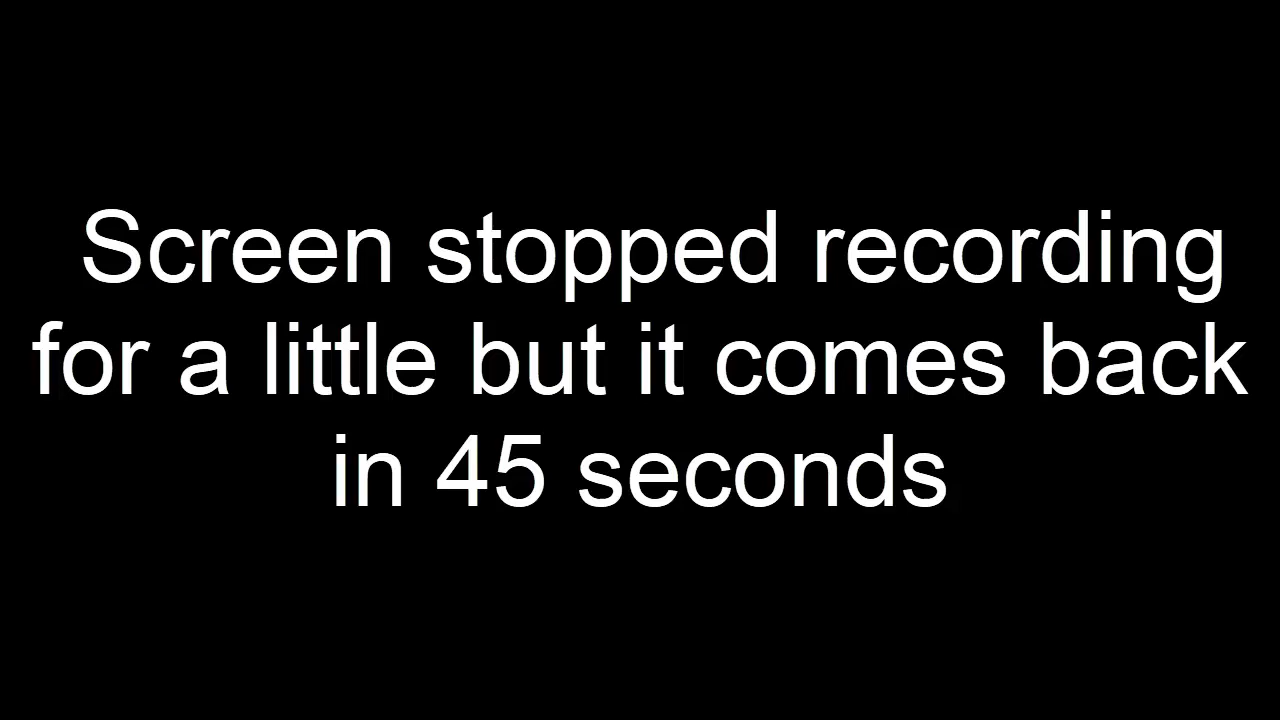 Screen stopped recording
for a little but it comes back
in 45 seconds